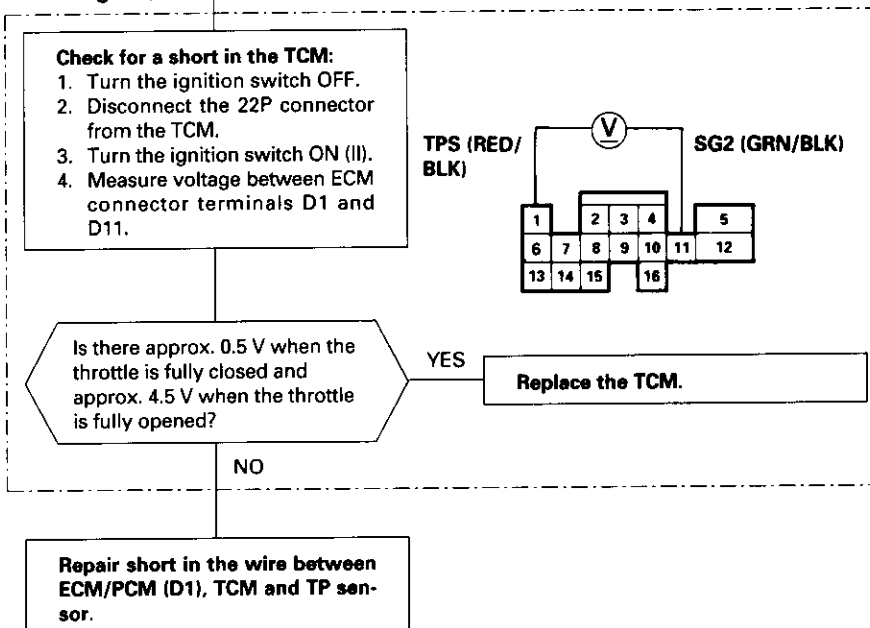 Check for a short in the TCM:
1. Turn the ignition switch OFF.
2. Disconnect the 22P connector
from the TCM.
3. Turn the ignition switch ON (II).
4. Measure voltage between ECM
connector terminals D1 and
D11.
TPS (RED/
BLK)
V
SG2 (GRN/BLK)
1 2 3 4 5
6 7 8 9 10 11 12
13 14 15 16
Is there approx. 0.5 V when the
throttle is fully closed and
approx. 4.5 V when the throttle
is fully opened?
YES
Replace the TCM.
NO
Repair short in the wire between
ECM/PCM (D1), TCM and TP sen-
sor.